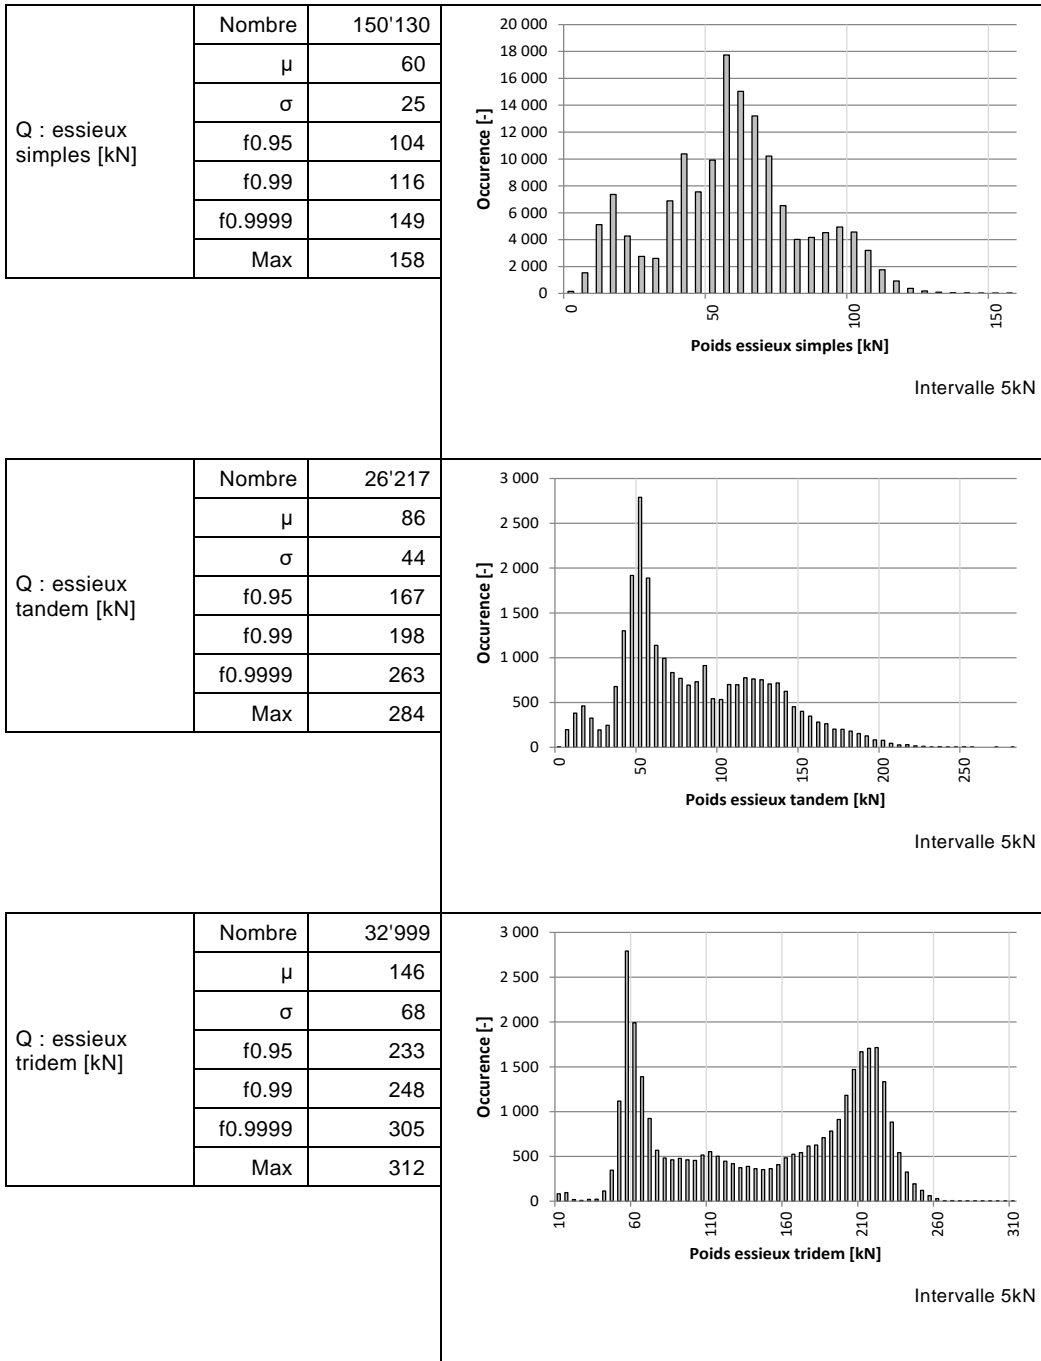 Q : essieux
simples [kN]
Nombre 150'130
μ 60
σ 25
f0.95 104
f0.99 116
f0.9999 149
Max 158
20 000
18 000
16 000
14 000
12 000
10 000
8 000
6 000
4 000
2 000
0
Occurence [-]
0 50 100 150
Poids essieux simples [kN]
Intervalle 5kN
Q : essieux
tandem [kN]
Nombre 26'217
μ 86
σ 44
f0.95 167
f0.99 198
f0.9999 263
Max 284
3 000
2 500
2 000
1 500
1 000
500
0
Occurence [-]
0 50 100 150 200 250
Poids essieux tandem [kN]
Intervalle 5kN
Q : essieux
tridem [kN]
Nombre 32'999
μ 146
σ 68
f0.95 233
f0.99 248
f0.9999 305
Max 312
3 000
2 500
2 000
1 500
1 000
500
0
Occurence [-]
10 60 110 160 210 260 310
Poids essieux tridem [kN]
Intervalle 5kN